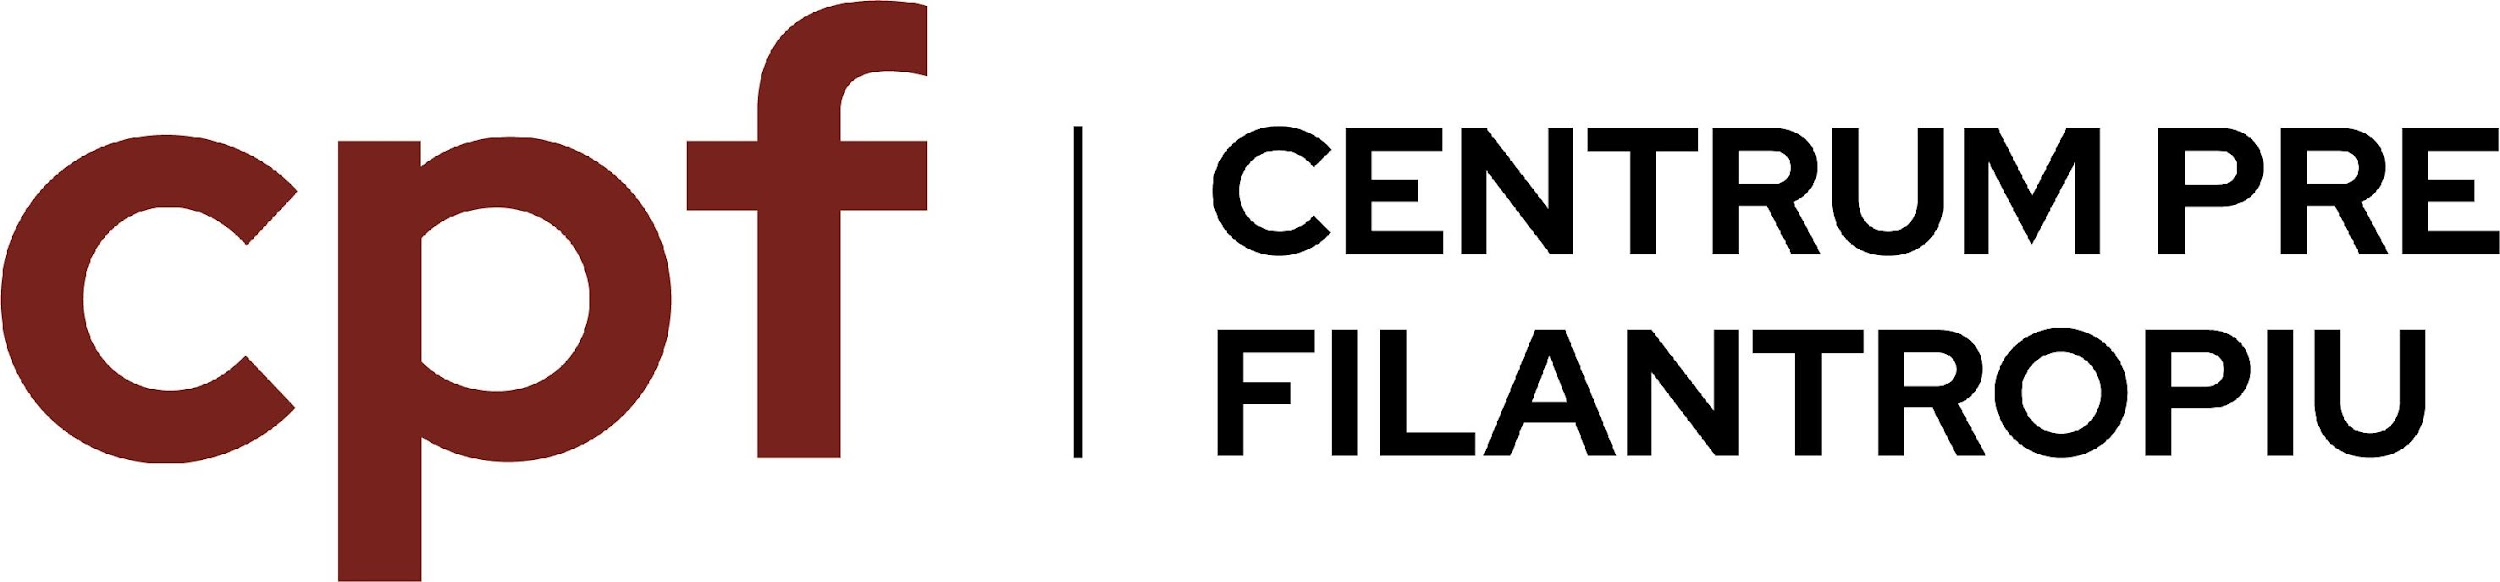 cpf
CENTRUM PRE
FILANTROPIU